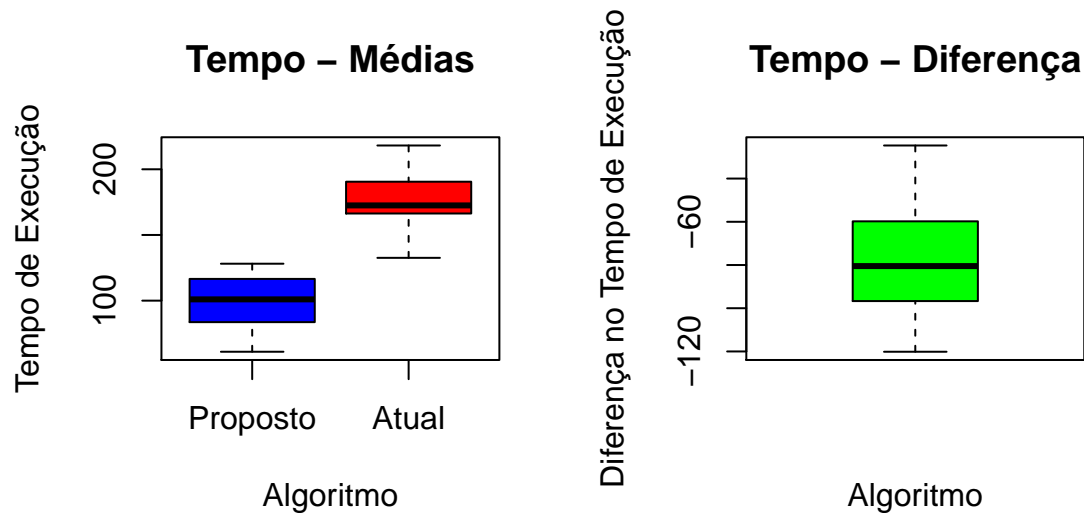 Tempo – Médias
Tempo de Execução
200
100
Proposto
Atual
Algoritmo
Tempo – Diferença
Diferença no Tempo de Execução
−60
−120
Algoritmo